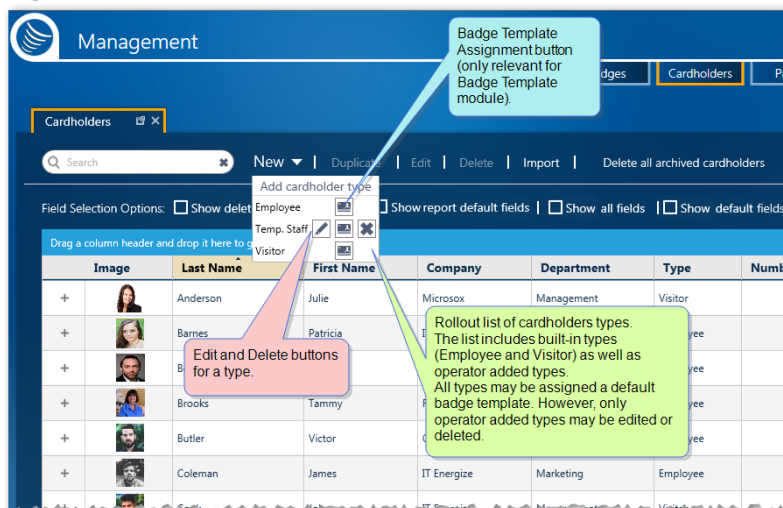 Management
Badge Template
Assignment button
(only relevant for
Badge Template
module).
Cardholders
Cardholders
Search
New
Duplicate
Edit
Delete
Import
Delete all archived cardholders
Add cardholder type
Employee
Temp. Staff
Visitor
Field Selection Options:
Show
Show report default fields
Show all fields
Show default fields
Drag a column header and drop it here to
Image
Last Name
First Name
Company
Department
Type
Anderson
Julie
Microsox
Management
Visitor
Barnes
Patricia
Brooks
Tammy
Butler
Victor
Coleman
James
IT Energize
Marketing
Employee
Edit and Delete buttons
for a type.
Rollout list of cardholders types.
The list includes built-in types
(Employee and Visitor) as well as
operator added types.
All types may be assigned a default
badge template. However, only
operator added types may be edited or
deleted.